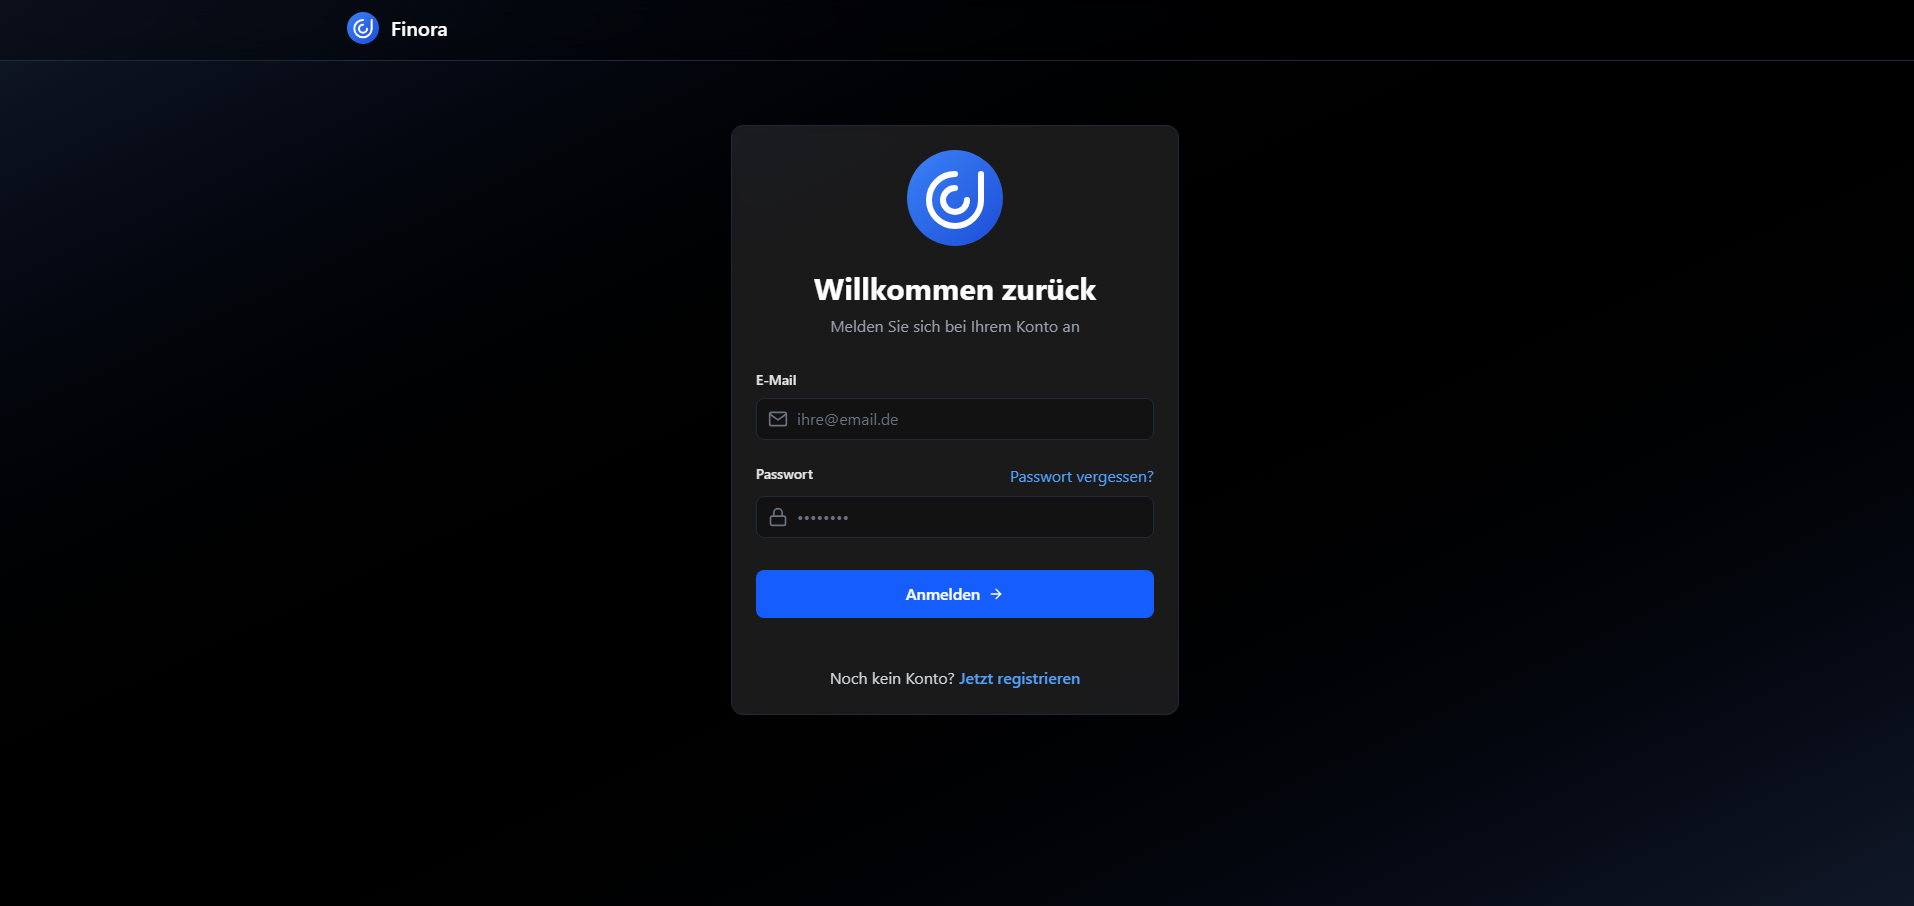 Finora
Willkommen zurück
Melden Sie sich bei Ihrem Konto an
E-Mail
ihre@email.de
Passwort Passwort vergessen?
••••••••
Anmelden →
Noch kein Konto? Jetzt registrieren